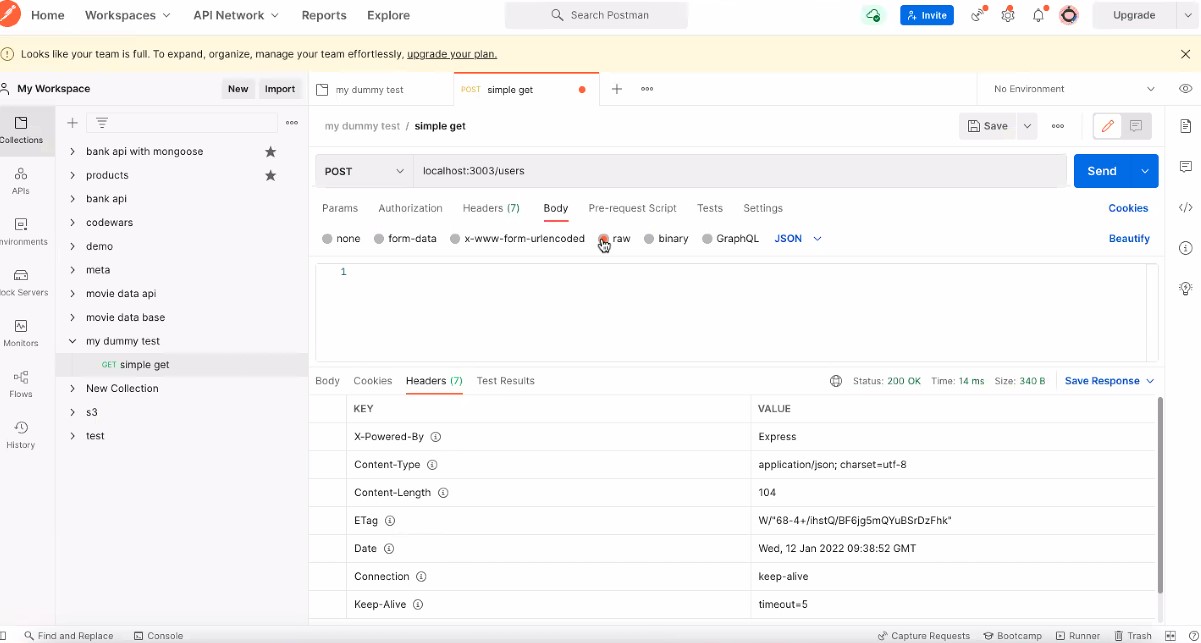 Home Workspaces API Network Reports Explore Search Postman Invite Upgrade
Looks like your team is full. To expand, organize, manage your team effortlessly, upgrade your plan.
My Workspace New Import my dummy test POST simple get No Environment
Collections
APIs
nvironments
ock Servers
Monitors
Flows
History
bank api with mongoose
products
bank api
codewars
demo
meta
movie data api
movie data base
my dummy test
GET simple get
New Collection
s3
test
my dummy test / simple get Save
POST localhost:3003/users Send
Params Authorization Headers (7) Body Pre-request Script Tests Settings Cookies
none form-data x-www-form-urlencoded raw binary GraphQL JSON Beautify
1
Body Cookies Headers (7) Test Results Status: 200 OK Time: 14 ms Size: 340 B Save Response
KEY VALUE
X-Powered-By Express
Content-Type application/json; charset=utf-8
Content-Length 104
ETag W/"68-4+/ihstQ/BF6jg5mQYuBSrDzFhk"
Date Wed, 12 Jan 2022 09:38:52 GMT
Connection keep-alive
Keep-Alive timeout=5
Find and Replace Console Capture Requests Bootcamp Runner Trash